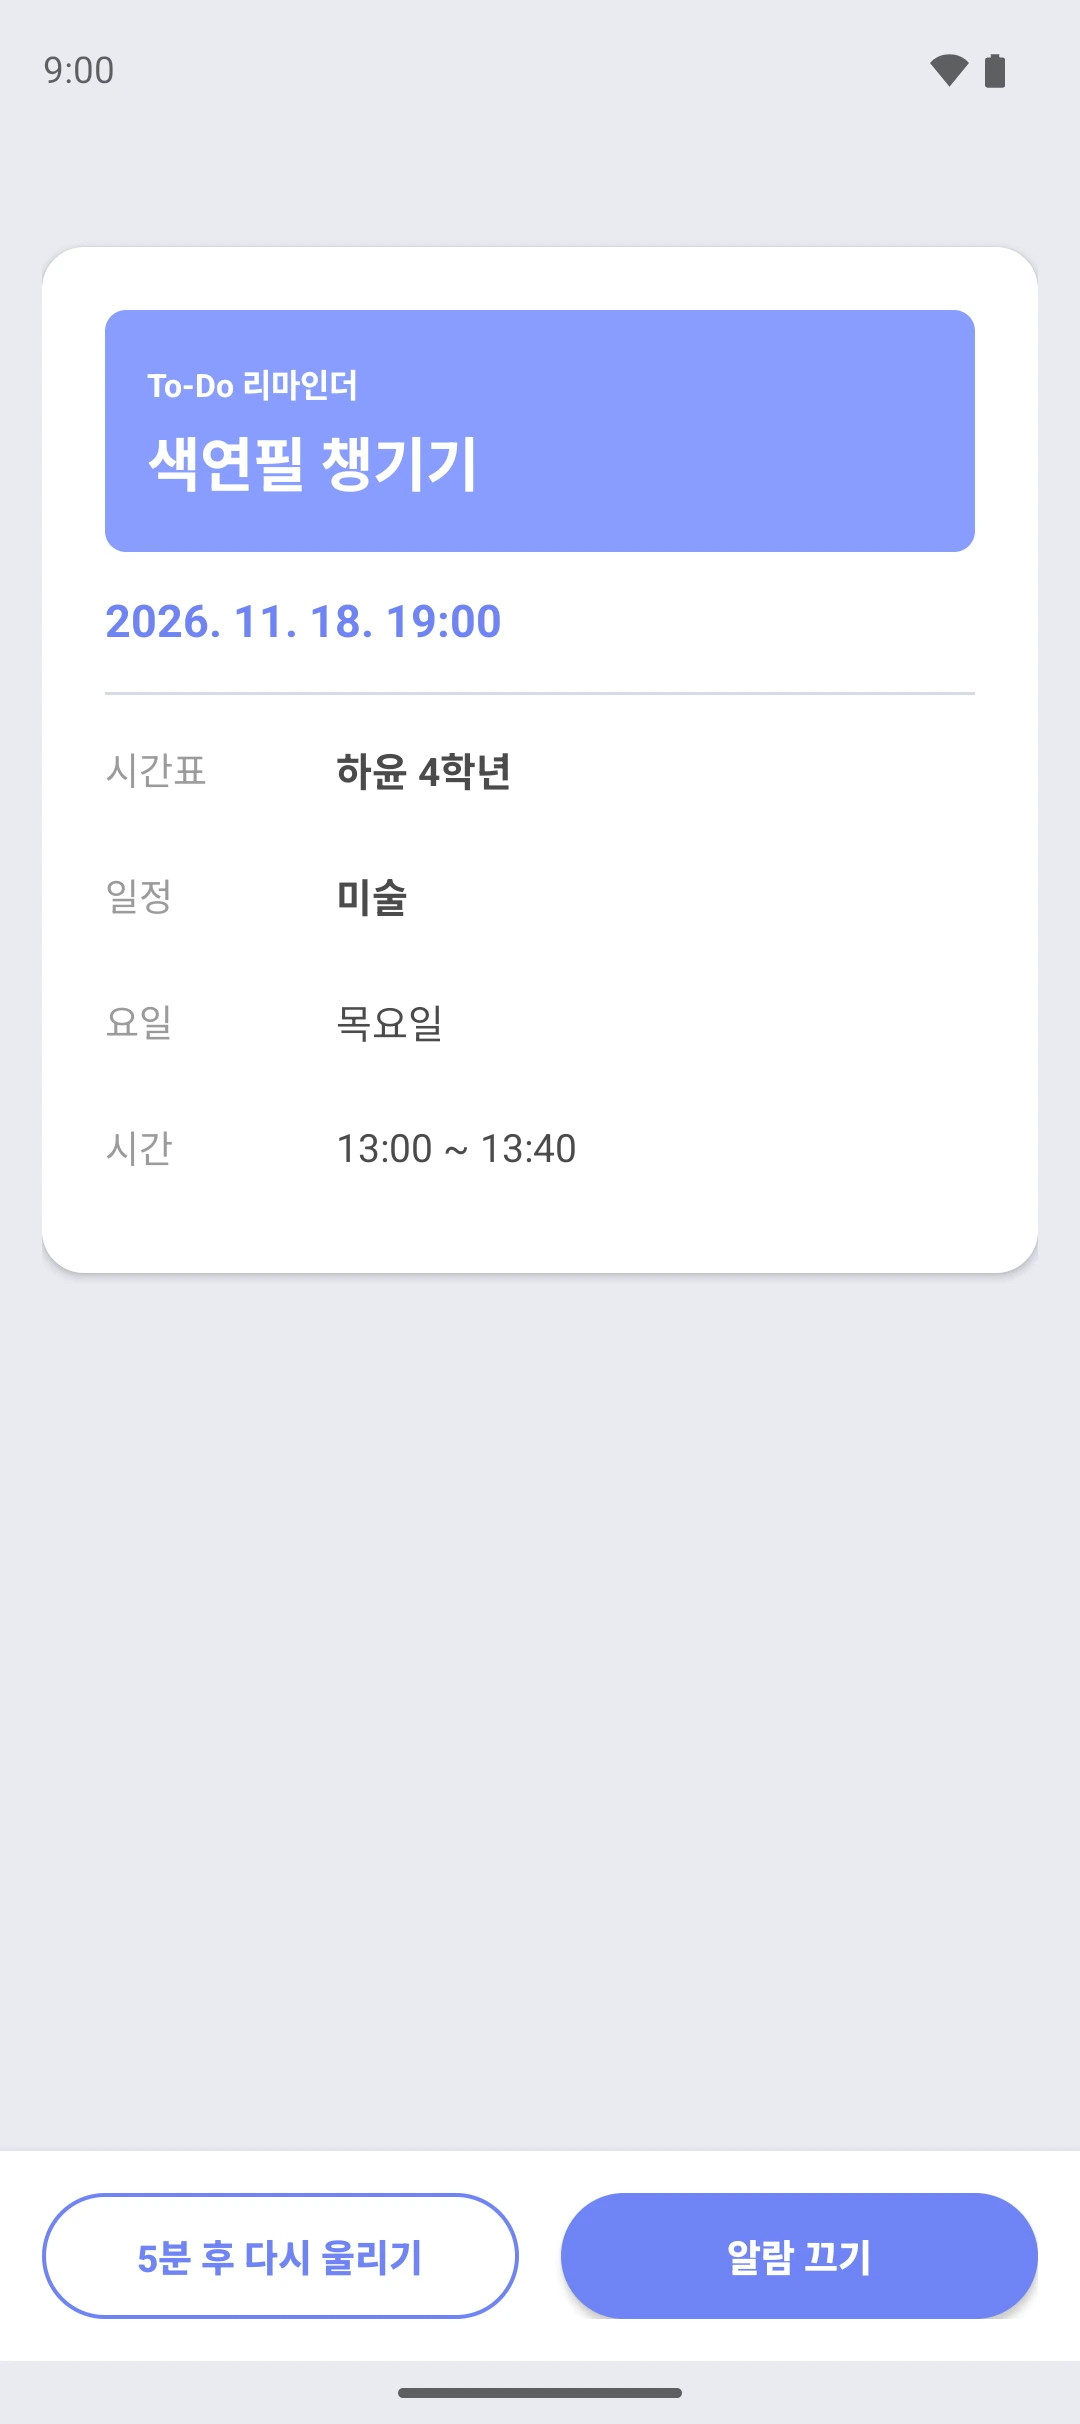 9:00
To-Do 리마인더
색연필 챙기기
2026. 11. 18. 19:00
시간표 하윤 4학년
일정 미술
요일 목요일
시간 13:00 ~ 13:40
5분 후 다시 울리기 알람 끄기